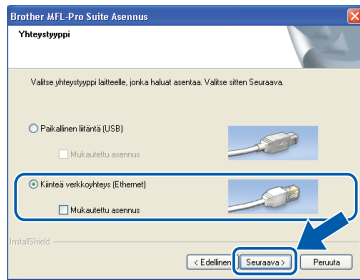 Brother MFL-Pro Suite Asennus
Yhteystyyppi
Valitse yhteystyyppi laitteelle, jonka haluat asentaa. Valitse sitten Seuraava.
Paikallinen liitäntä (USB)
Mukautettu asennus
Kiinteä verkkoyhteys (Ethernet)
Mukautettu asennus
InstallShield
< Edellinen Seuraava > Peruuta